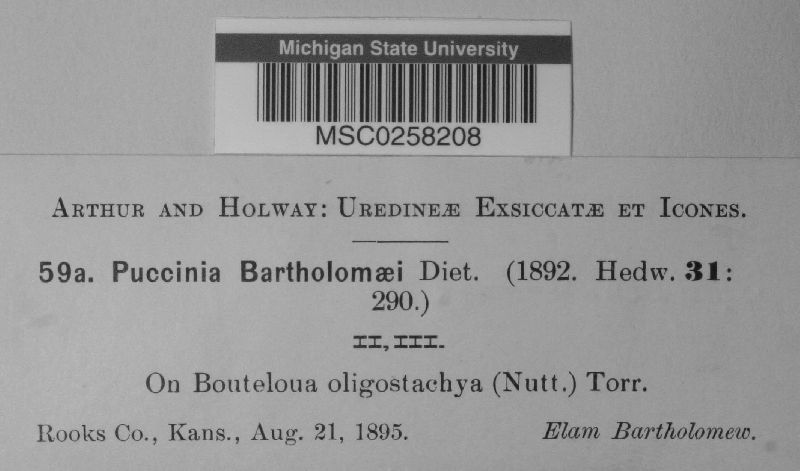 Michigan State University
MSC0258208
Arthur and Holway: Uredineæ Exsiccatæ et Icones.
59a. Puccinia Bartholomæi Diet. (1892. Hedw. 31:
290.)
II, III.
On Bouteloua oligostachya (Nutt.) Torr.
Rooks Co., Kans., Aug. 21, 1895. Elam Bartholomew.